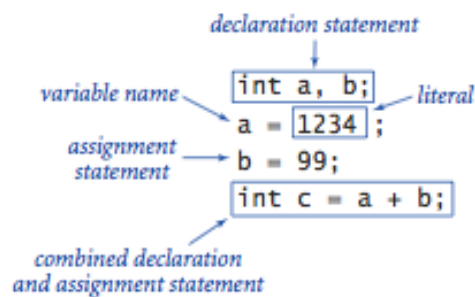 declaration statement
int a, b;
variable name
literal
a = 1234 ;
assignment
statement
b = 99;
int c = a + b;
combined declaration
and assignment statement